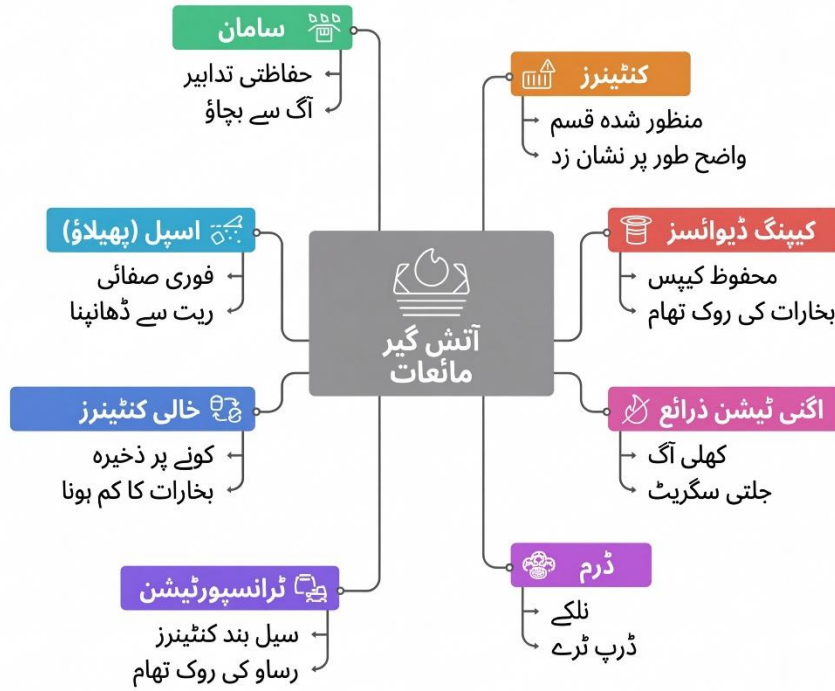 آتش گیر
مائعات
کنٹینرز
منظور شدہ قسم
واضح طور پر نشان زد
کیپنگ ڈیوائسز
محفوظ کیپس
بخارات کی روک تھام
اگنی ٹیشن ذرائع
کھلی آگ
جلتی سگریٹ
ڈرم
نلکے
ڈرپ ٹرے
سامان
حفاظتی تدابیر
آگ سے بچاؤ
اسپل (پھیلاؤ)
فوری صفائی
ریت سے ڈھانپنا
خالی کنٹینرز
کونے پر ذخیرہ
بخارات کا کم ہونا
ٹرانسپورٹیشن
سیل بند کنٹینرز
رساو کی روک تھام